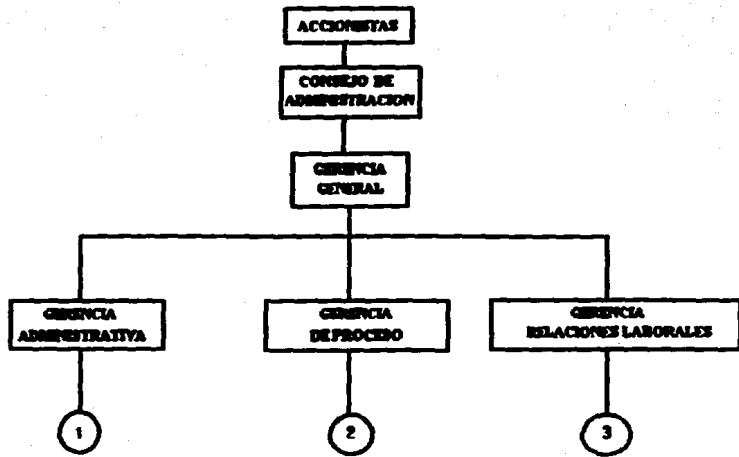 ACCIONISTAS
CONSEJO DE
ADMINISTRACION
GERENCIA
GENERAL
GERENCIA
ADMINISTRATIVA
GERENCIA
DE PROCESO
GERENCIA
RELACIONES LABORALES
1
2
3